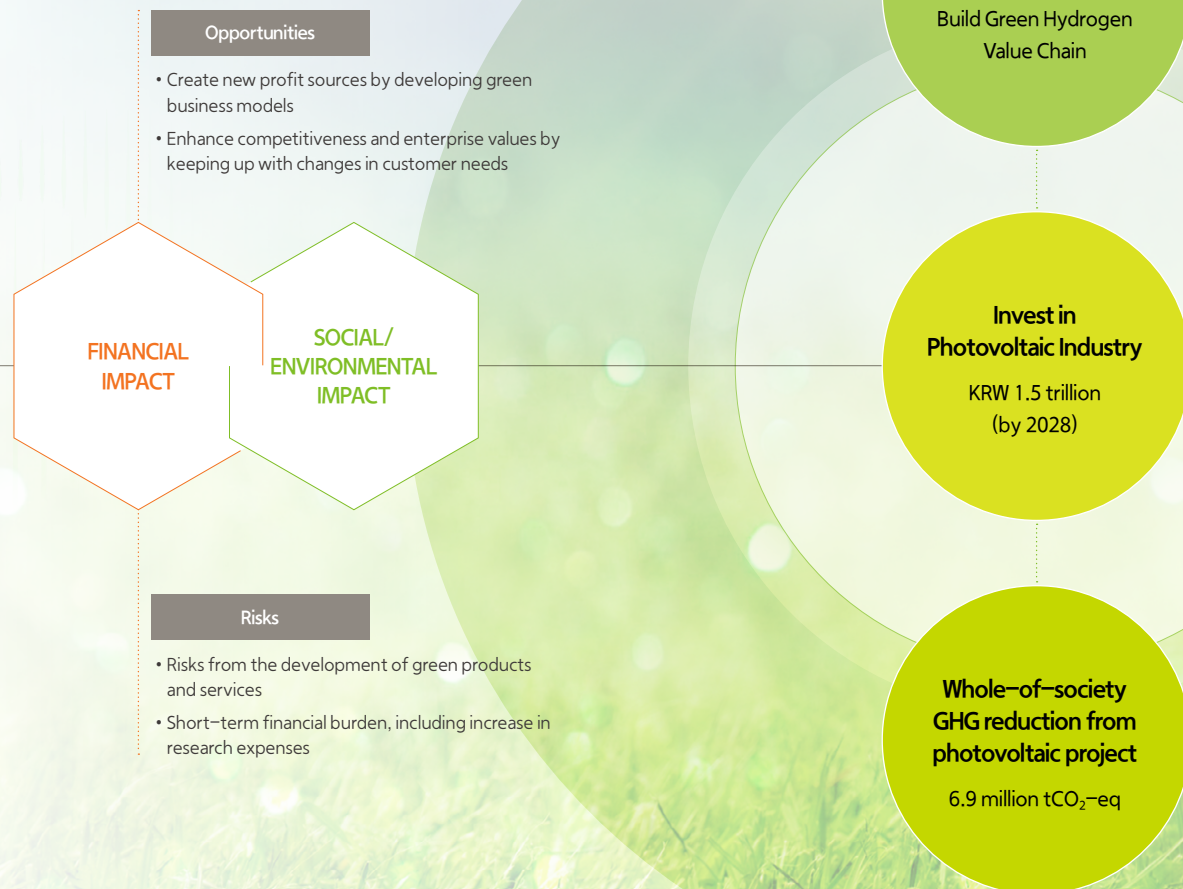 Opportunities
• Create new profit sources by developing green
business models
• Enhance competitiveness and enterprise values by
keeping up with changes in customer needs
FINANCIAL
IMPACT
SOCIAL/
ENVIRONMENTAL
IMPACT
Risks
• Risks from the development of green products
and services
• Short-term financial burden, including increase in
research expenses
Build Green Hydrogen
Value Chain
Invest in
Photovoltaic Industry
KRW 1.5 trillion
(by 2028)
Whole-of-society
GHG reduction from
photovoltaic project
6.9 million tCO₂-eq